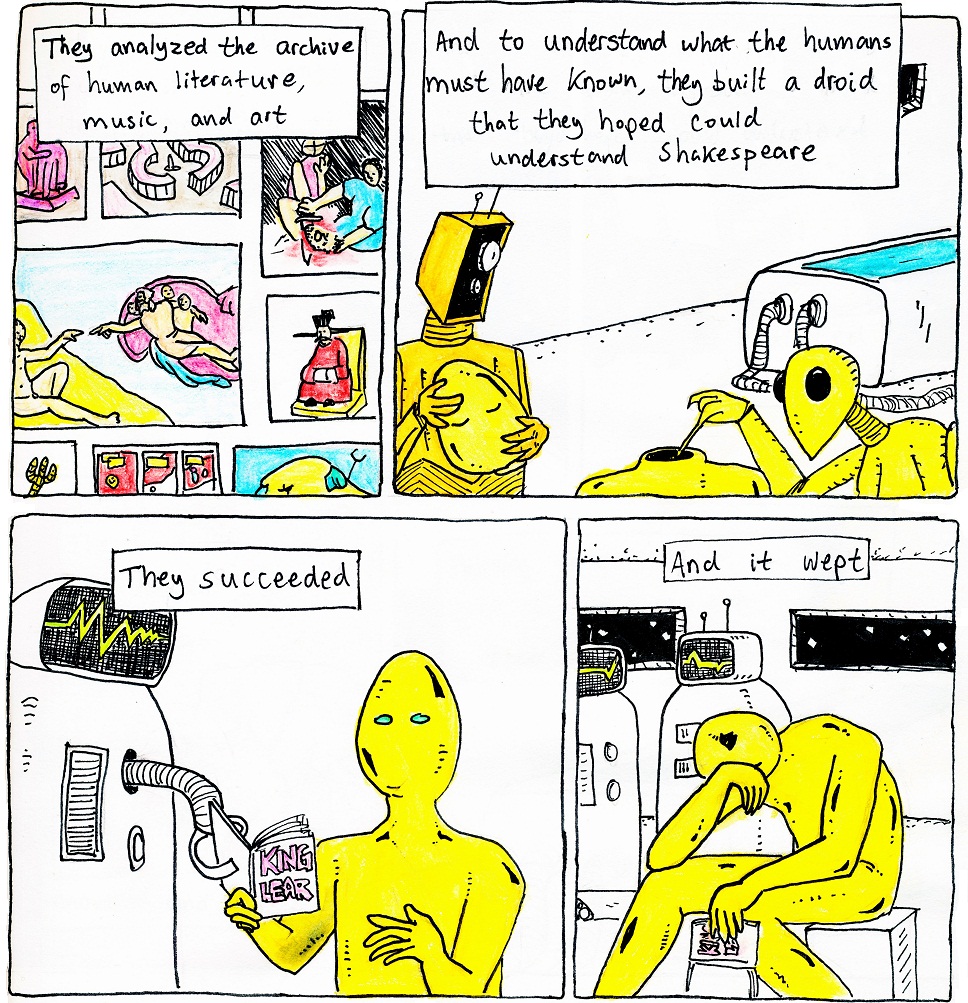 They analyzed the archive
of human literature,
music, and art
And to understand what the humans
must have known, they built a droid
that they hoped could
understand Shakespeare
They succeeded
KING
LEAR
And it wept